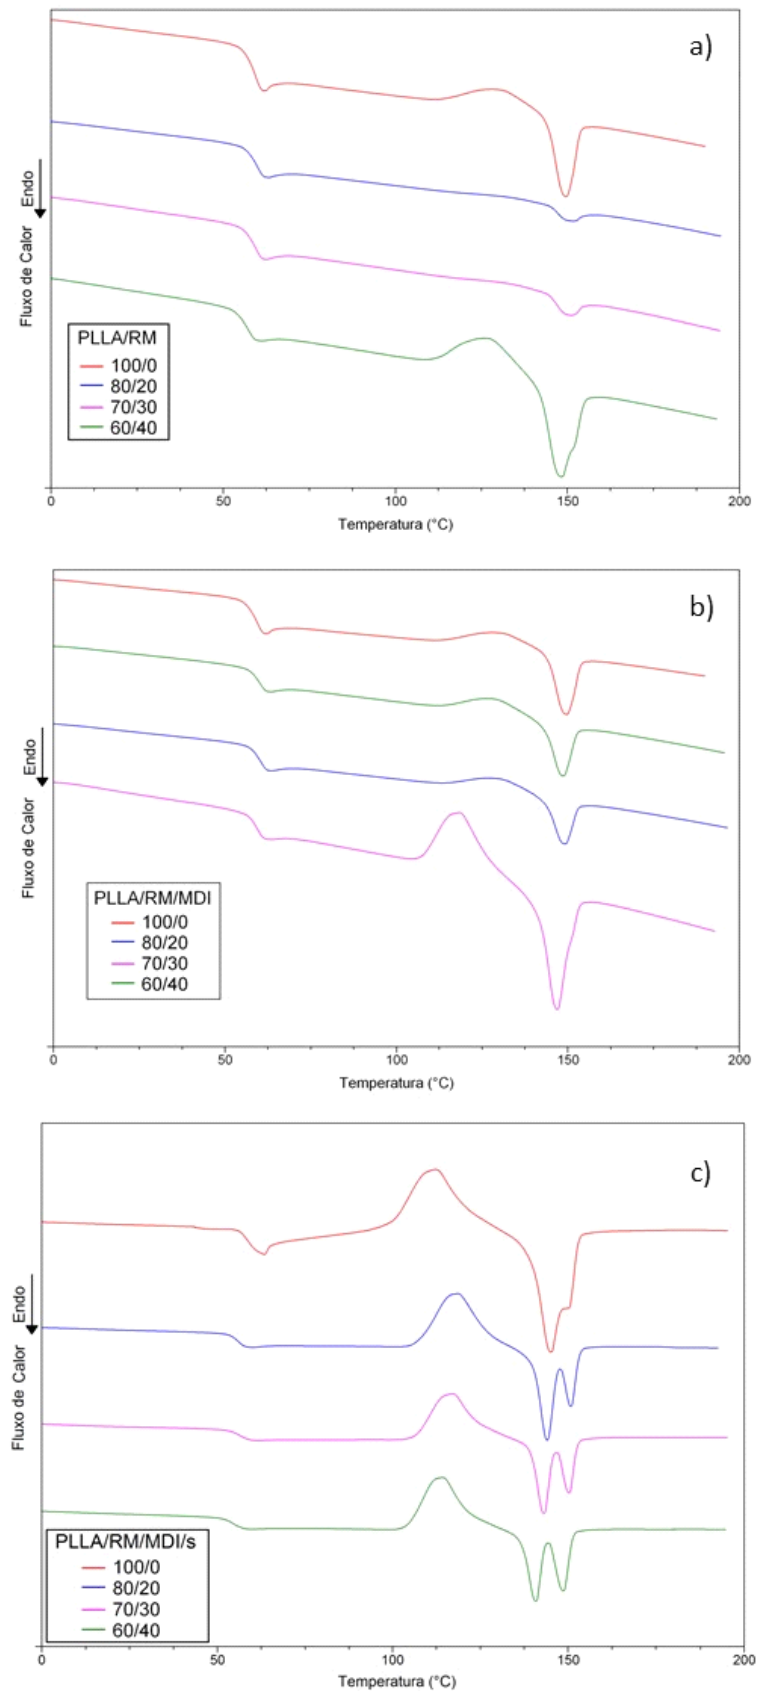 a)
Endo
Fluxo de Calor
PLLA/RM
100/0
80/20
70/30
60/40
0 50 100 150 200
Temperatura (°C)
b)
Endo
Fluxo de Calor
PLLA/RM/MDI
100/0
80/20
70/30
60/40
0 50 100 150 200
Temperatura (°C)
c)
Endo
Fluxo de Calor
PLLA/RM/MDI/s
100/0
80/20
70/30
60/40
0 50 100 150 200
Temperatura (°C)